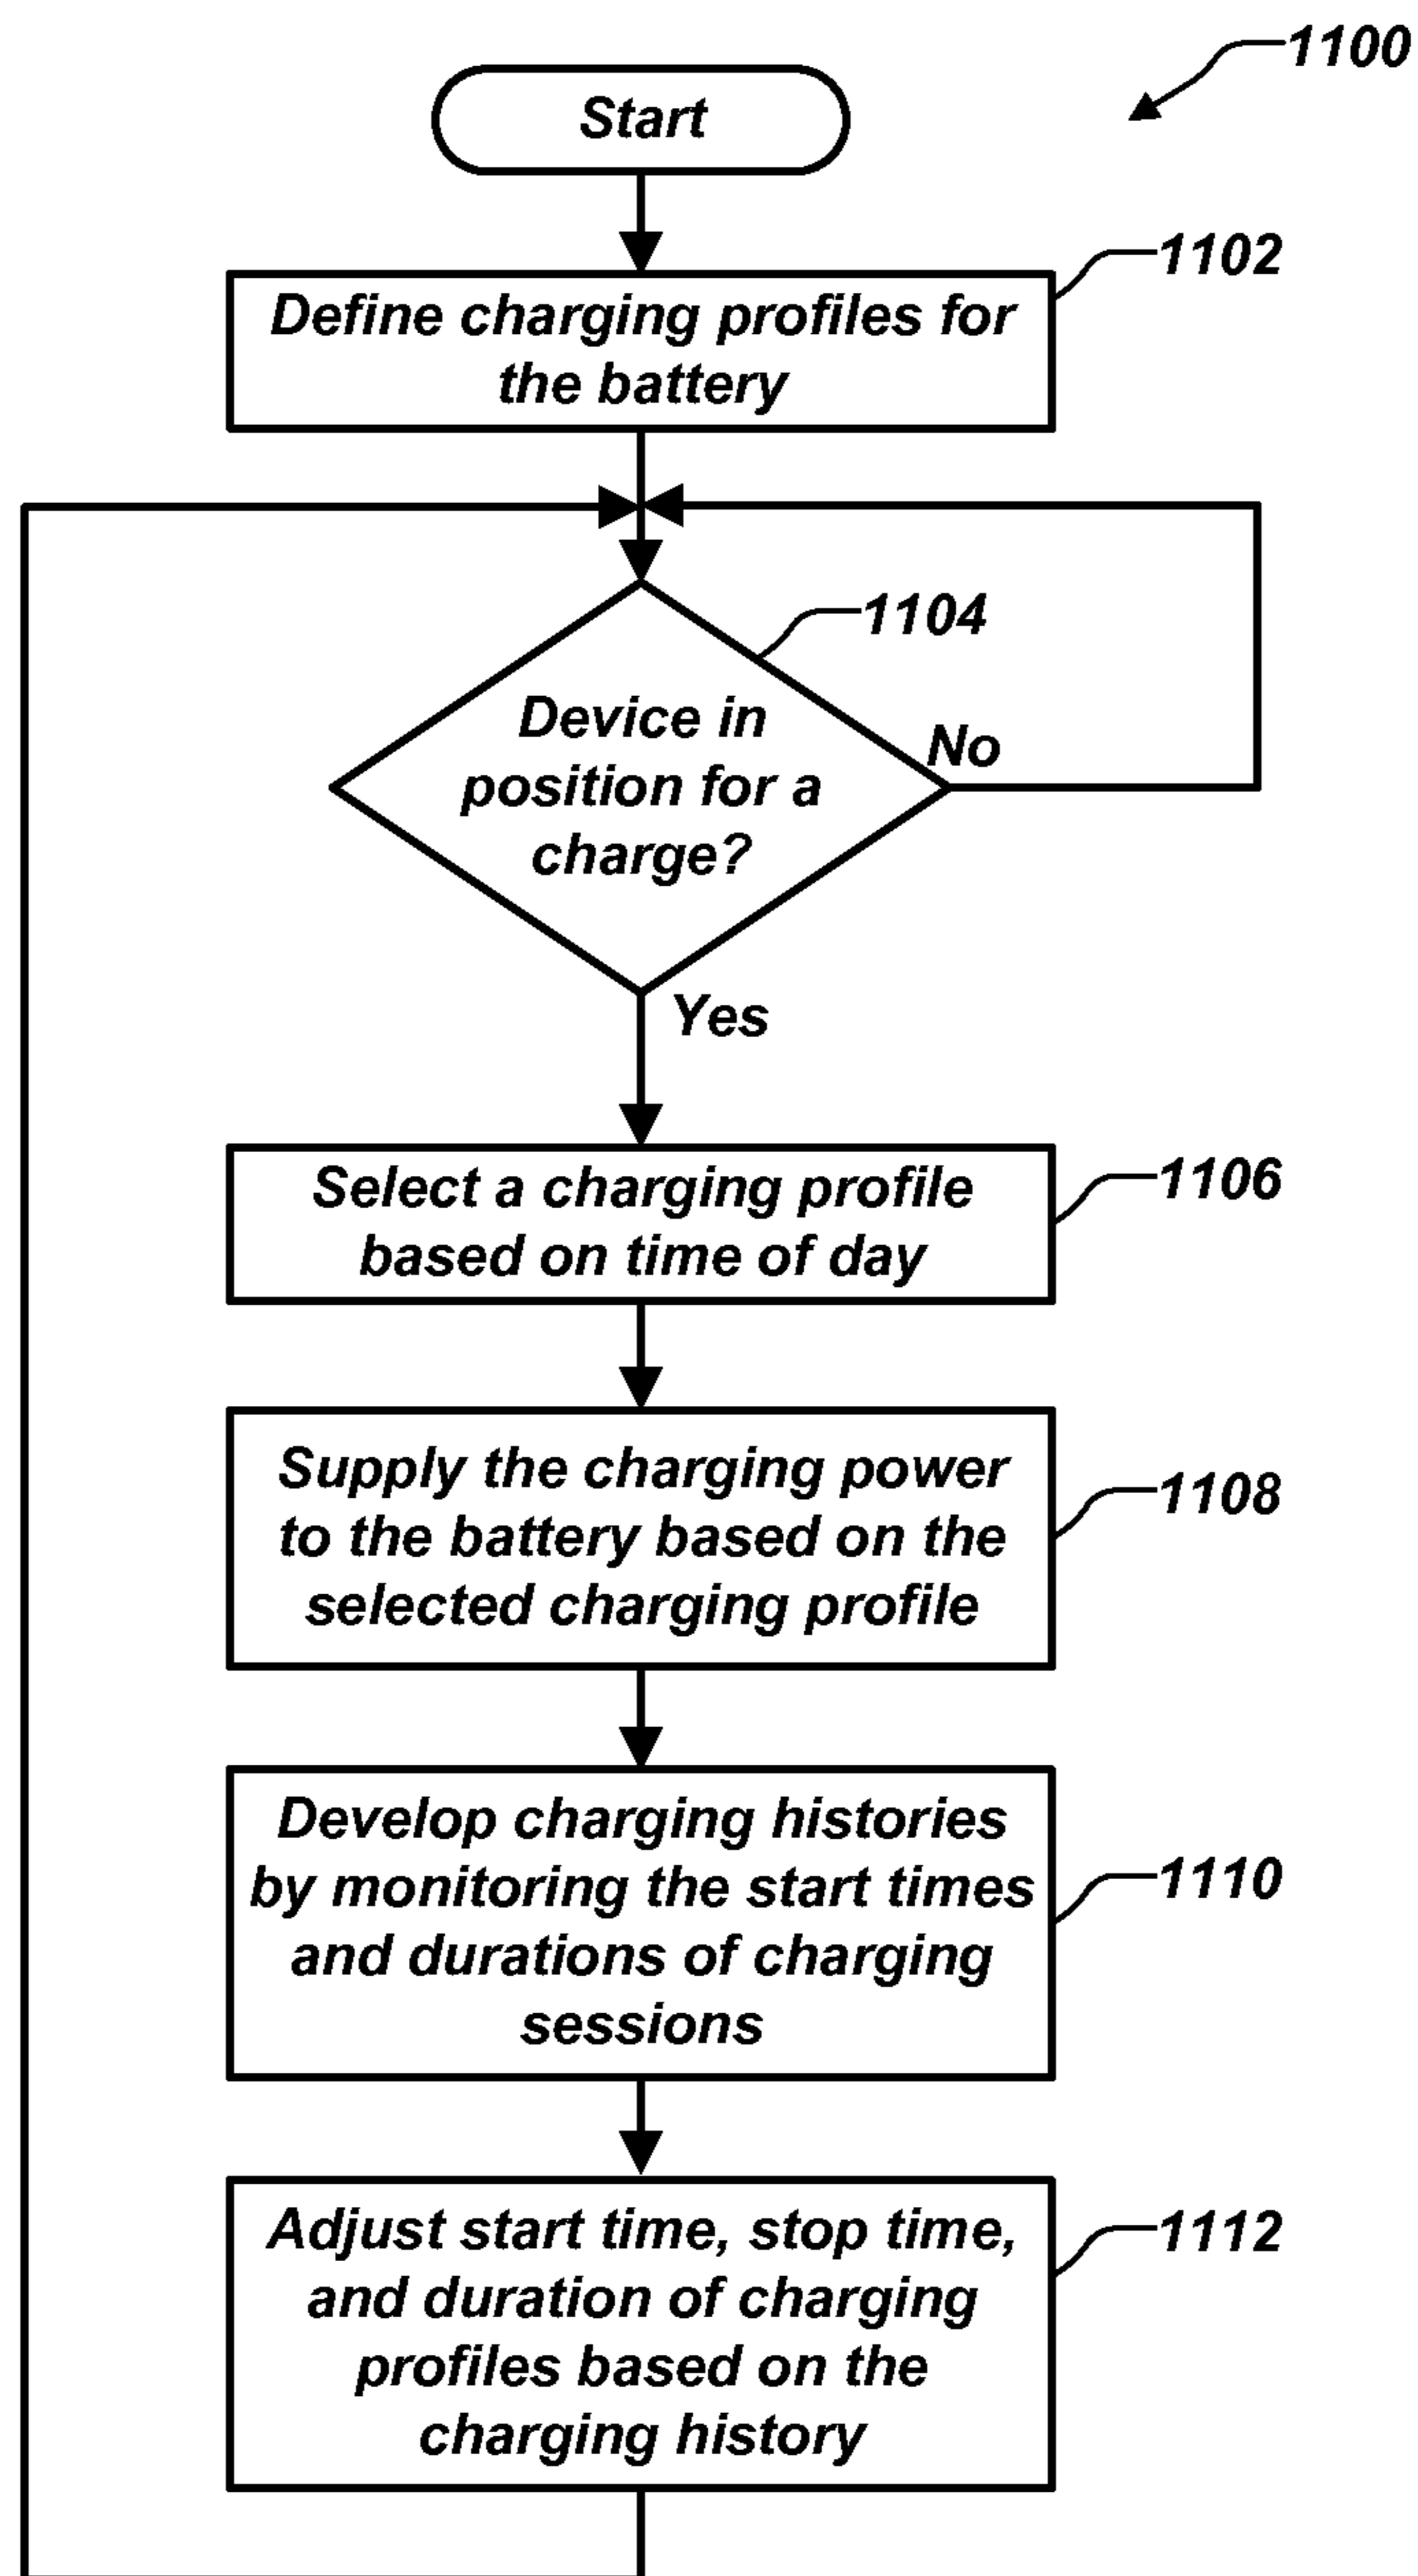 1100
Start
1102
Define charging profiles for
the battery
1104
Device in
position for a
charge?
No
Yes
Select a charging profile
based on time of day
1106
Supply the charging power
to the battery based on the
selected charging profile
1108
Develop charging histories
by monitoring the start times
and durations of charging
sessions
1110
Adjust start time, stop time,
and duration of charging
profiles based on the
charging history
1112